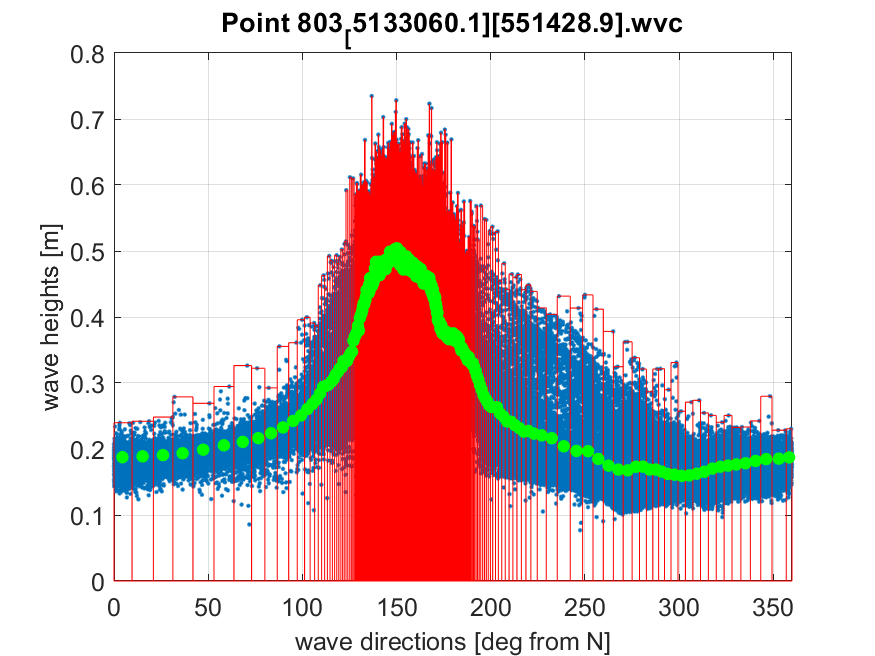 Point 803[5133060.1][551428.9].wvc
0.8
0.7
0.6
0.5
0.4
0.3
0.2
0.1
0
wave heights [m]
0 50 100 150 200 250 300 350
wave directions [deg from N]